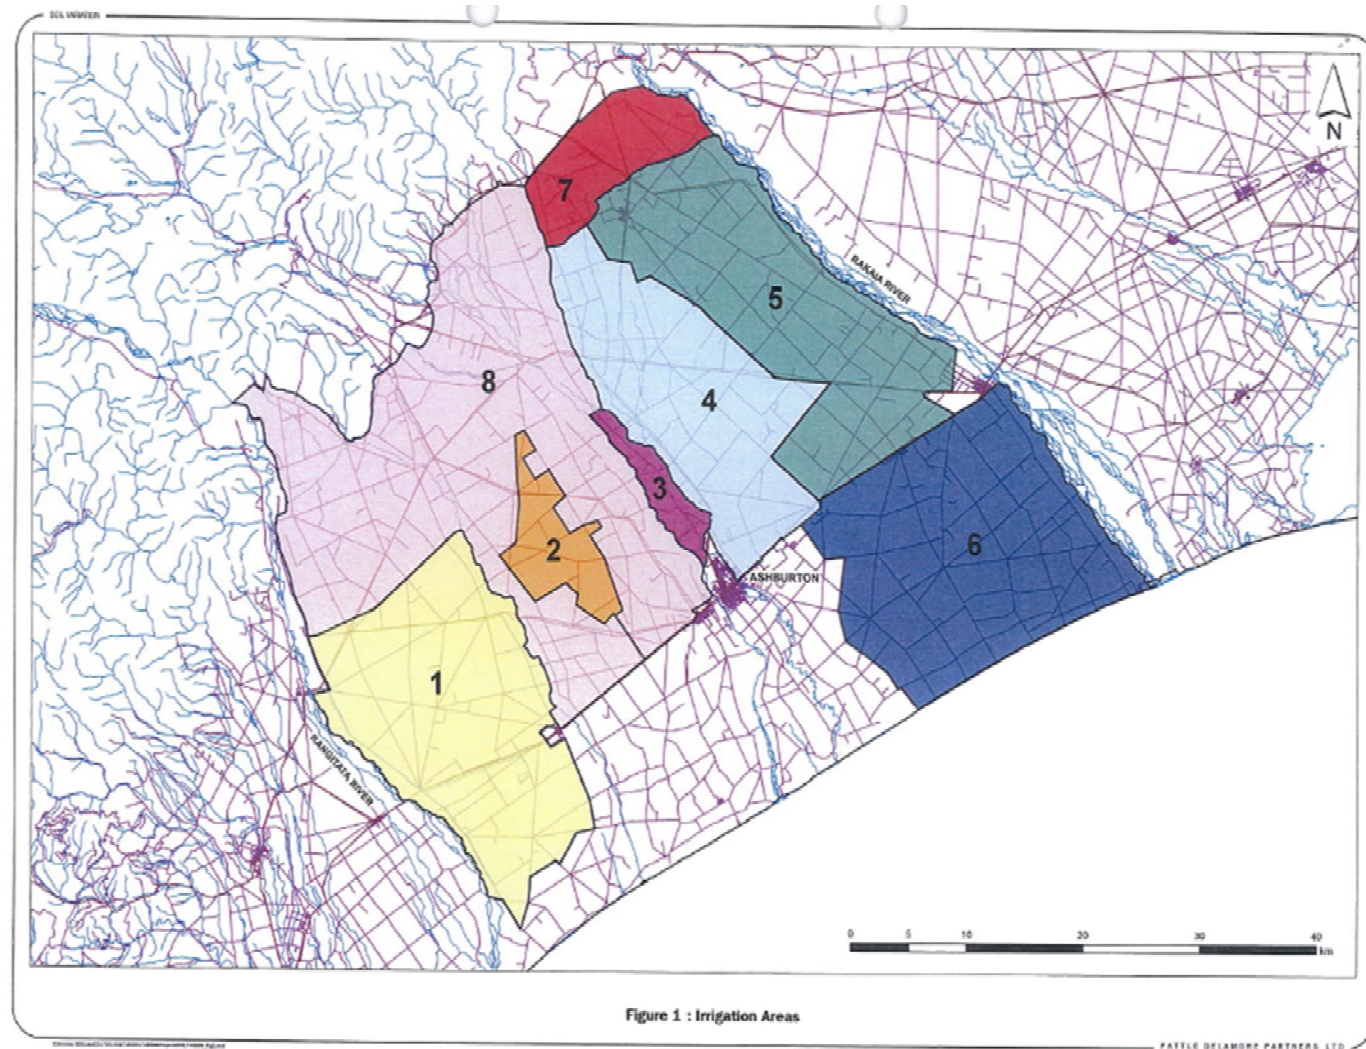 N
7
RAKAIA RIVER
5
8
4
3
2
6
ASHBURTON
1
RANGITATA RIVER
0 5 10 20 30 40
km
Figure 1 : Irrigation Areas
PATTLE DELAMORE PARTNERS LTD